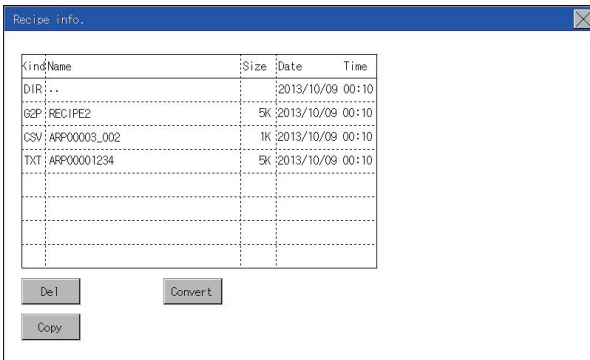 Recipe info.
Kind Name Size Date Time
DIR .. 2013/10/09 00:10
G2P RECIPE2 5K 2013/10/09 00:10
CSV ARP00003_002 1K 2013/10/09 00:10
TXT ARP00001234 5K 2013/10/09 00:10
Del Convert
Copy